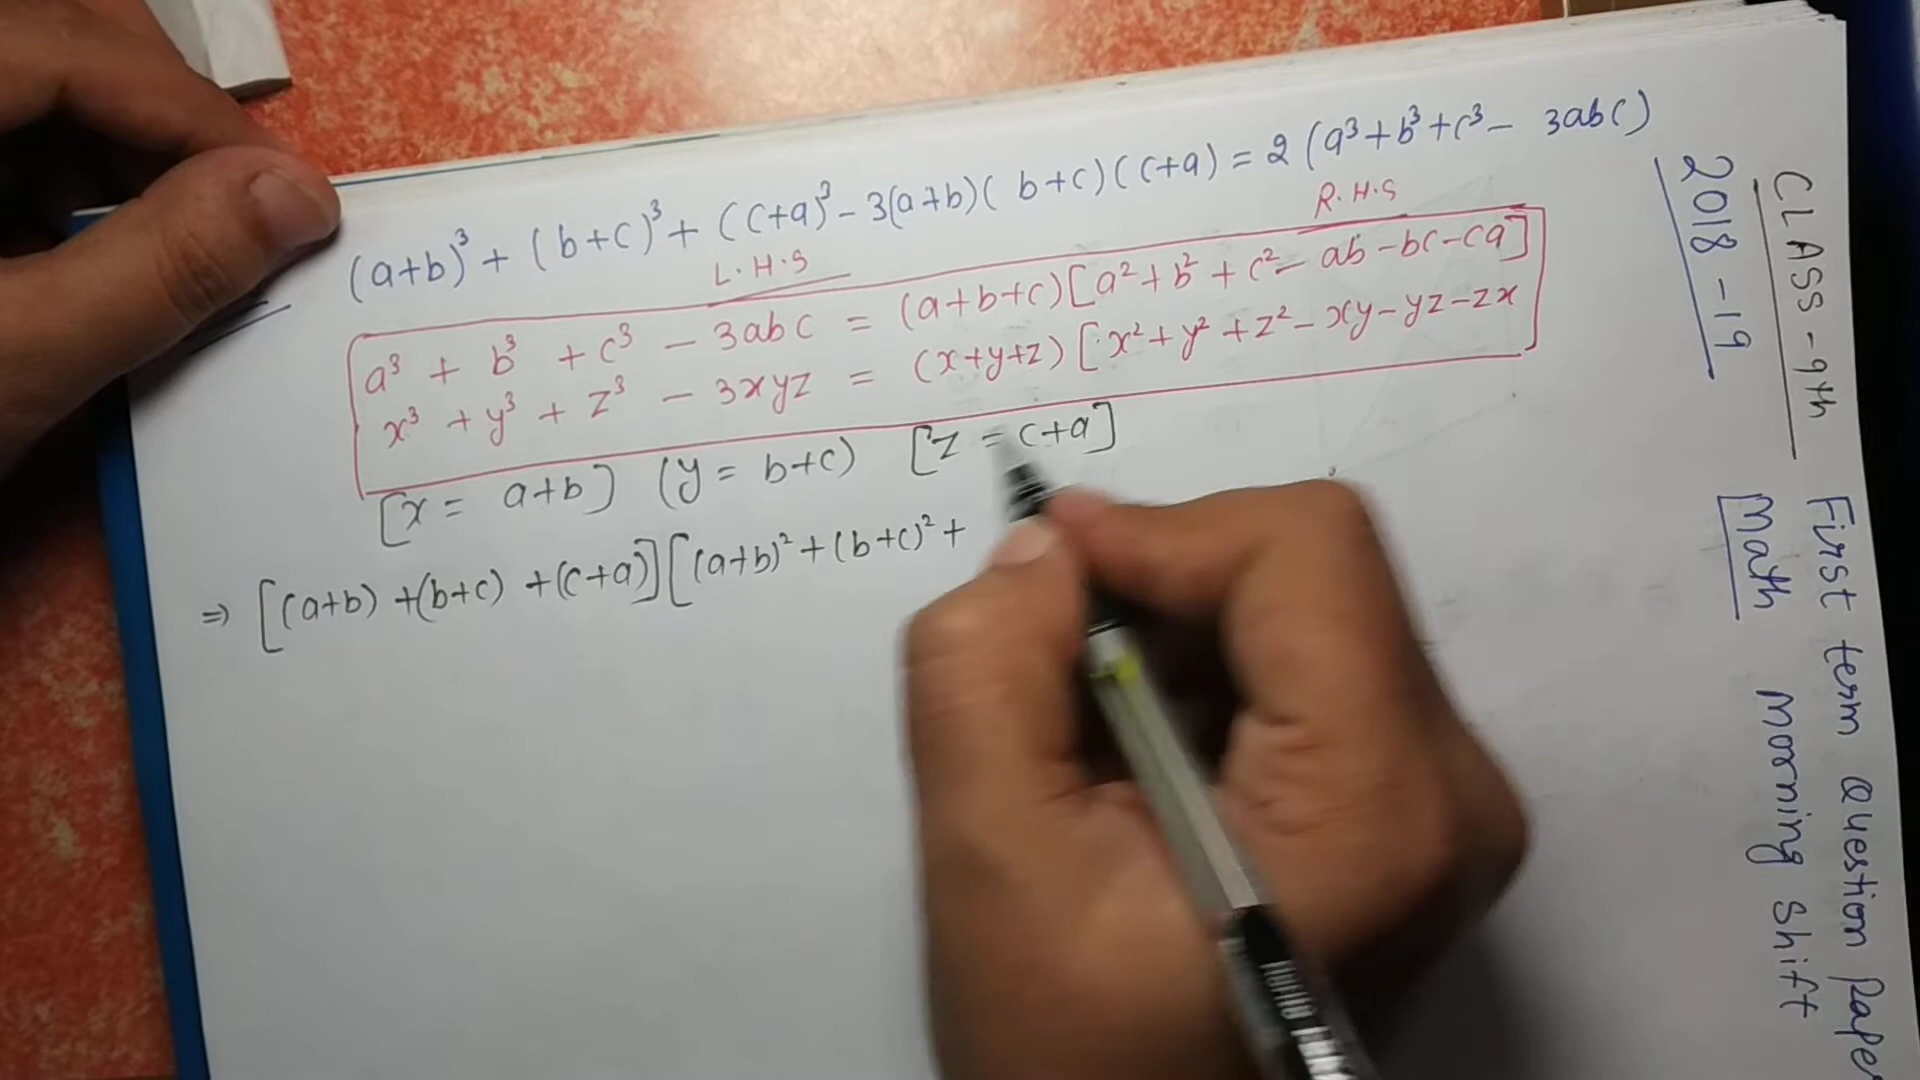 (a+b)³ + (b+c)³ + (c+a)³ - 3(a+b)(b+c)(c+a) = 2(a³+b³+c³- 3abc)
L.H.S
R.H.S
a³ + b³ + c³ - 3abc = (a+b+c)[a²+b²+c²-ab-bc-ca]
x³ + y³ + z³ - 3xyz = (x+y+z)[x²+y²+z²-xy-yz-zx
[x = a+b] (y = b+c) [z = c+a]
⇒ [(a+b)+(b+c)+(c+a)][(a+b)²+(b+c)²+
CLASS-9th First term Question Pape
2018-19 Math Morning Shift